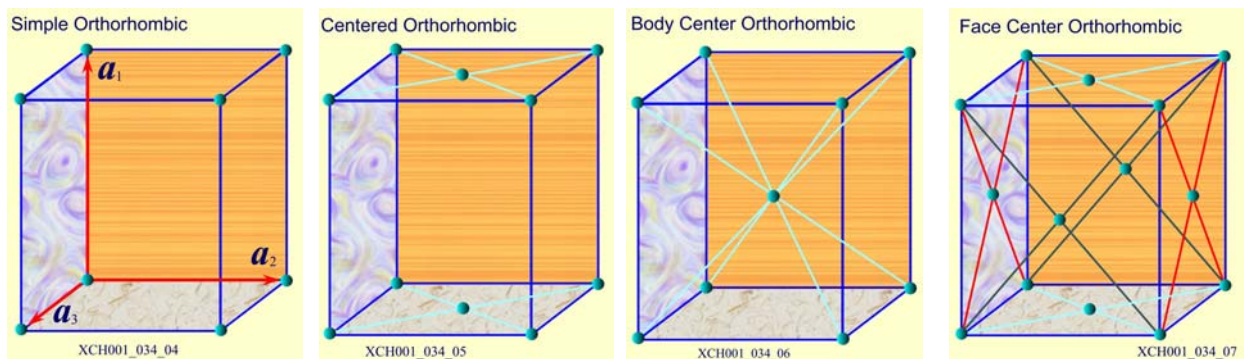 Simple Orthorhombic
a1
a2
a3
XCH001_034_04
Centered Orthorhombic
XCH001_034_05
Body Center Orthorhombic
XCH001_034_06
Face Center Orthorhombic
XCH001_034_07